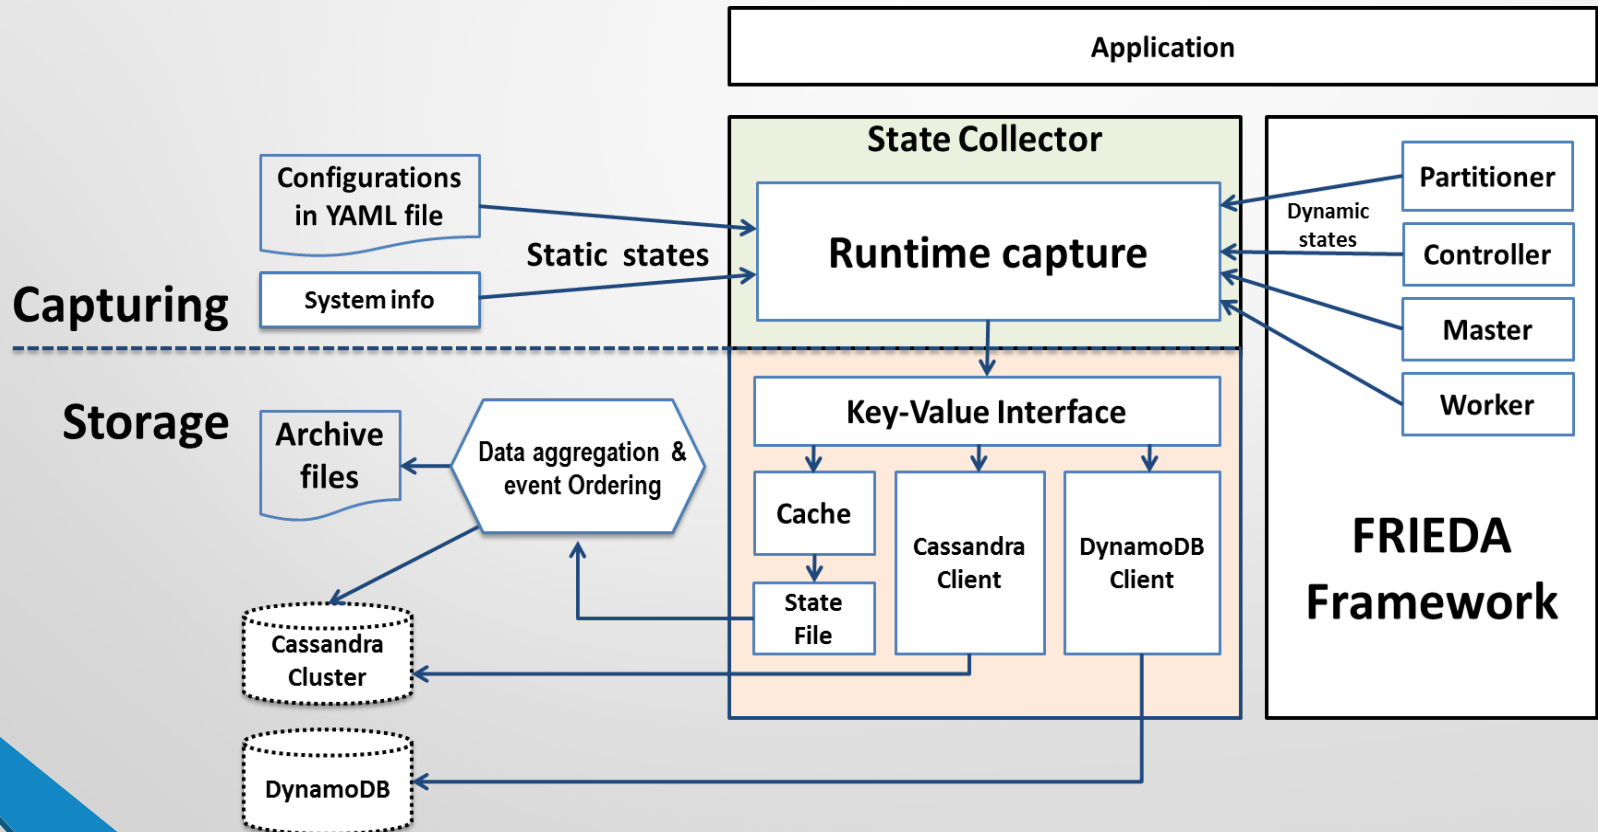 Application
State Collector
Configurations
in YAML file
Static states
System info
Runtime capture
Dynamic
states
Partitioner
Controller
Master
Worker
FRIEDA
Framework
Capturing
Storage
Key-Value Interface
Archive
files
Data aggregation &
event Ordering
Cache
State
File
Cassandra
Client
DynamoDB
Client
Cassandra
Cluster
DynamoDB